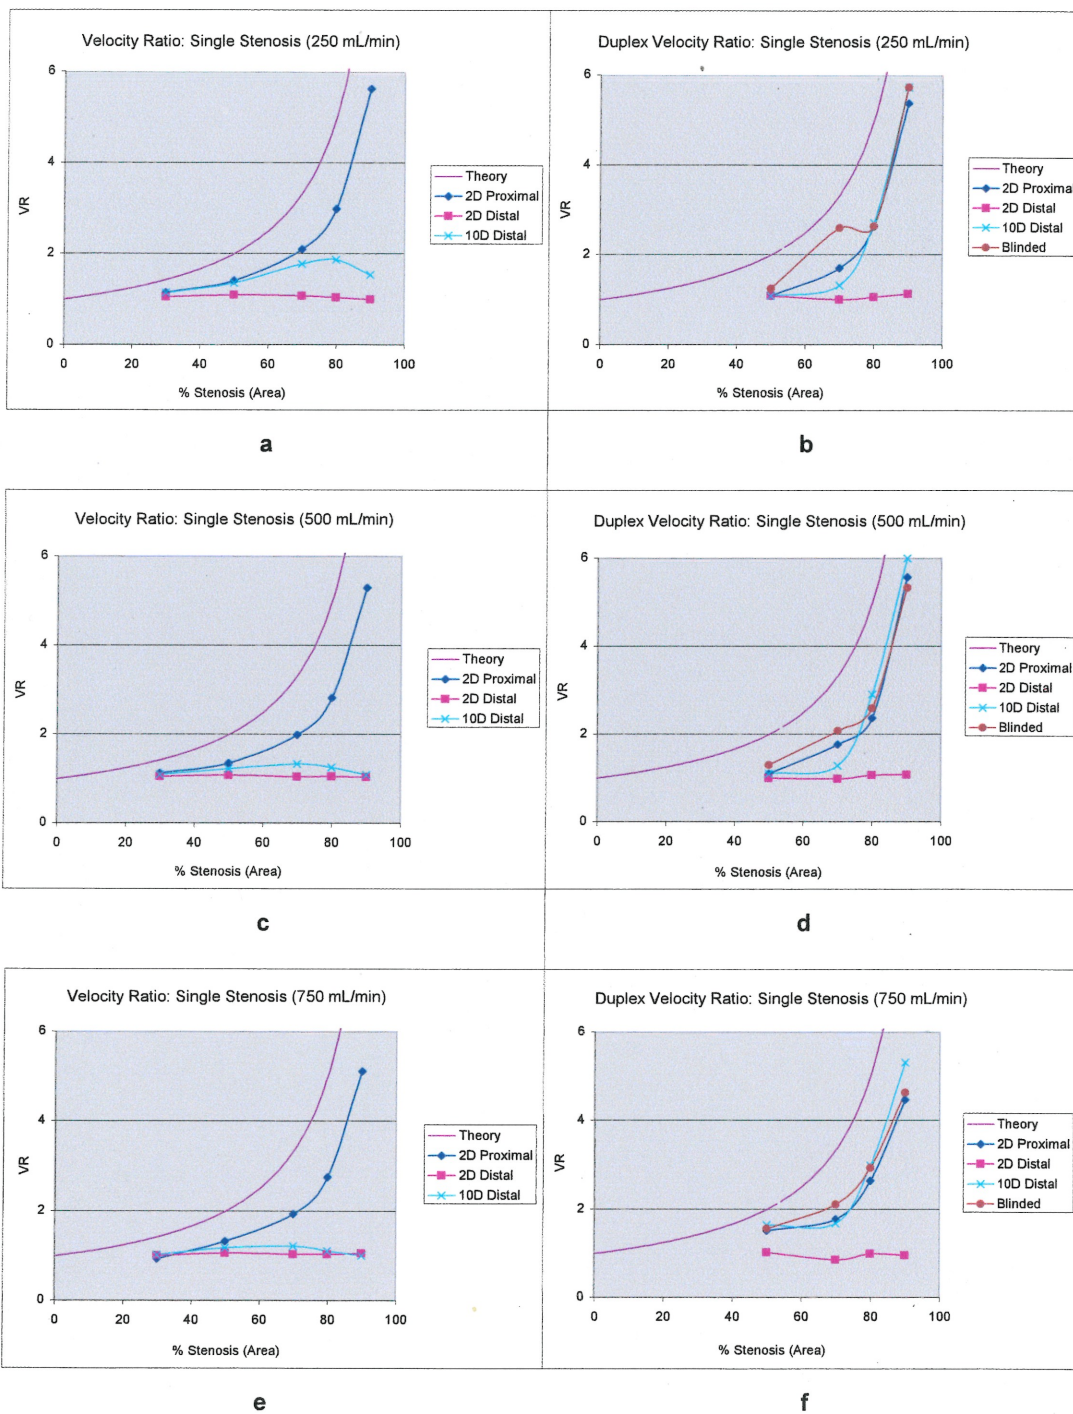 Velocity Ratio: Single Stenosis (250 mL/min)
6
4
2
0
VR
0 20 40 60 80 100
% Stenosis (Area)
Theory
2D Proximal
2D Distal
10D Distal
a
Duplex Velocity Ratio: Single Stenosis (250 mL/min)
6
4
2
0
VR
0 20 40 60 80 100
% Stenosis (Area)
Theory
2D Proximal
2D Distal
10D Distal
Blinded
b
Velocity Ratio: Single Stenosis (500 mL/min)
6
4
2
0
VR
0 20 40 60 80 100
% Stenosis (Area)
Theory
2D Proximal
2D Distal
10D Distal
c
Duplex Velocity Ratio: Single Stenosis (500 mL/min)
6
4
2
0
VR
0 20 40 60 80 100
% Stenosis (Area)
Theory
2D Proximal
2D Distal
10D Distal
Blinded
d
Velocity Ratio: Single Stenosis (750 mL/min)
6
4
2
0
VR
0 20 40 60 80 100
% Stenosis (Area)
Theory
2D Proximal
2D Distal
10D Distal
e
Duplex Velocity Ratio: Single Stenosis (750 mL/min)
6
4
2
0
VR
0 20 40 60 80 100
% Stenosis (Area)
Theory
2D Proximal
2D Distal
10D Distal
Blinded
f